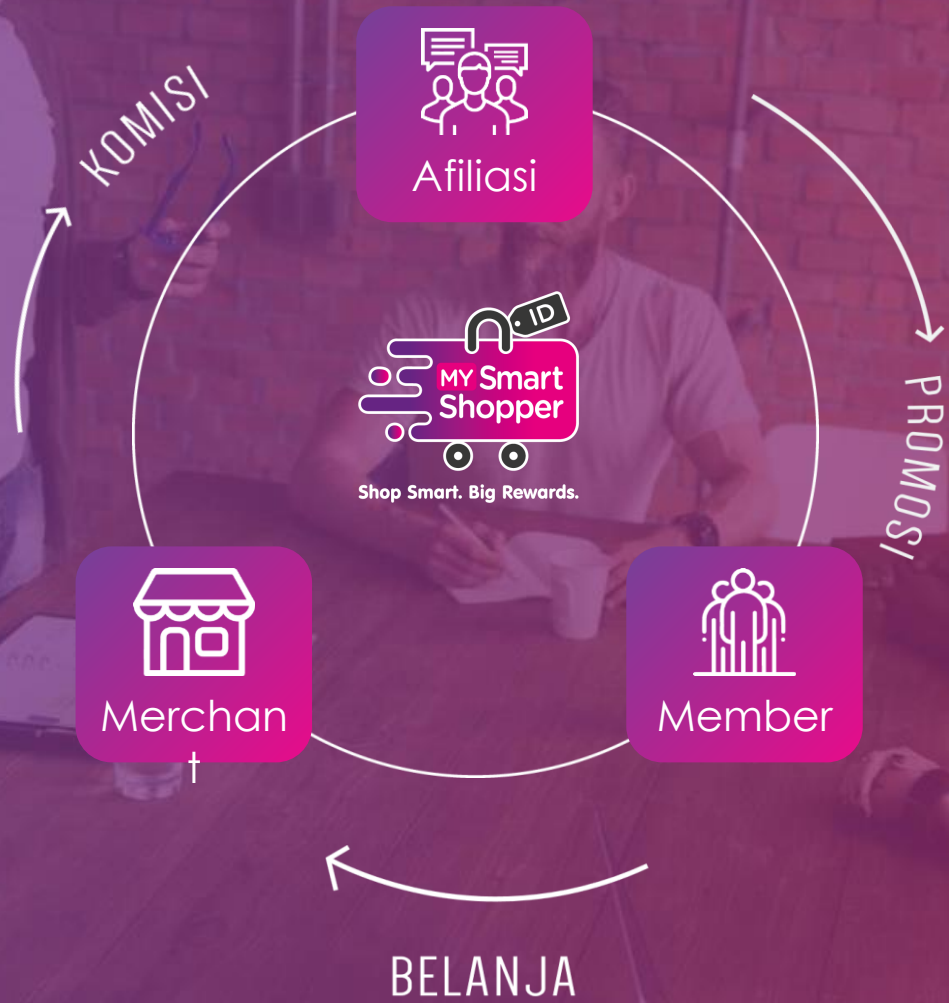 KOMISI
Afiliasi
ID
MY Smart
Shopper
Shop Smart. Big Rewards.
PROMOSI
Merchan
t
Member
BELANJA